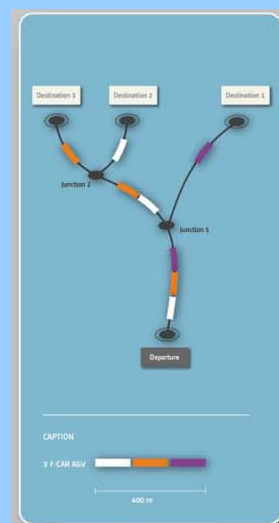 Destination 3 Destination 2 Destination 1
Junction 2
Junction 1
Departure
CAPTION
3 F-CAR AGV
400 m